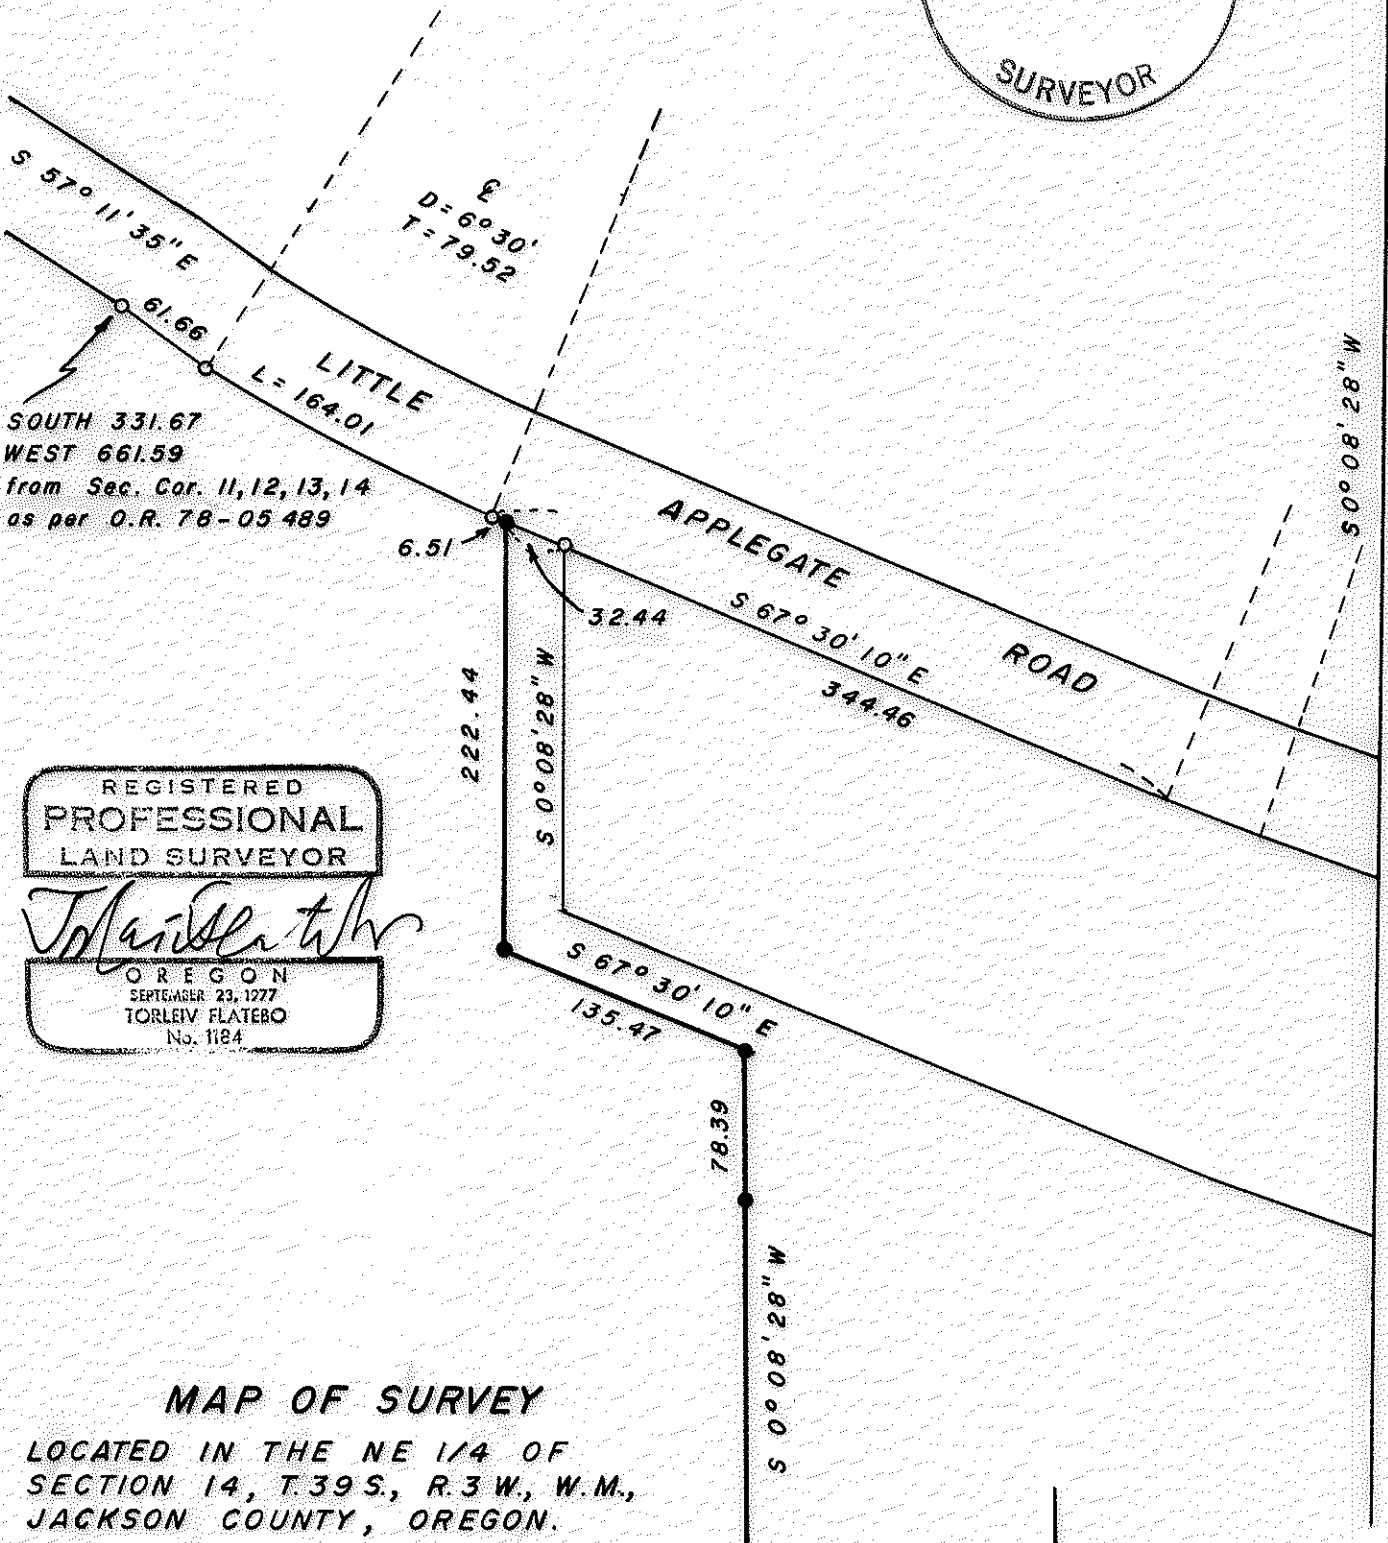 SURVEYOR
S 57° 11' 35" E
61.66
℄
D = 6° 30'
T = 79.52
LITTLE
L = 164.01
SOUTH 331.67
WEST 661.59
from Sec. Cor. 11, 12, 13, 14
as per O.R. 78-05489
6.51
32.44
APPLEGATE
ROAD
S 67° 30' 10" E
344.46
S 0° 08' 28" W
222.44
S 0° 08' 28" W
REGISTERED
PROFESSIONAL
LAND SURVEYOR
OREGON
SEPTEMBER 23, 1977
TORLEIV FLATEBO
No. 1184
S 67° 30' 10" E
135.47
78.39
S 0° 08' 28" W
MAP OF SURVEY
LOCATED IN THE NE 1/4 OF
SECTION 14, T. 39 S., R. 3 W., W.M.,
JACKSON COUNTY, OREGON.